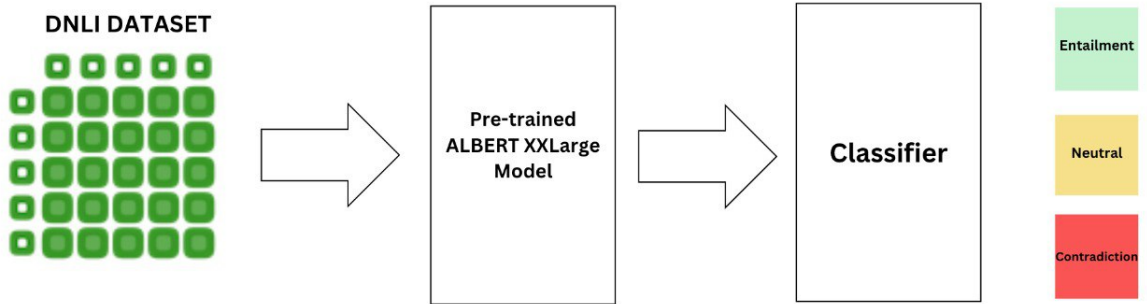 DNLI DATASET
Pre-trained
ALBERT XXLarge
Model
Classifier
Entailment
Neutral
Contradiction